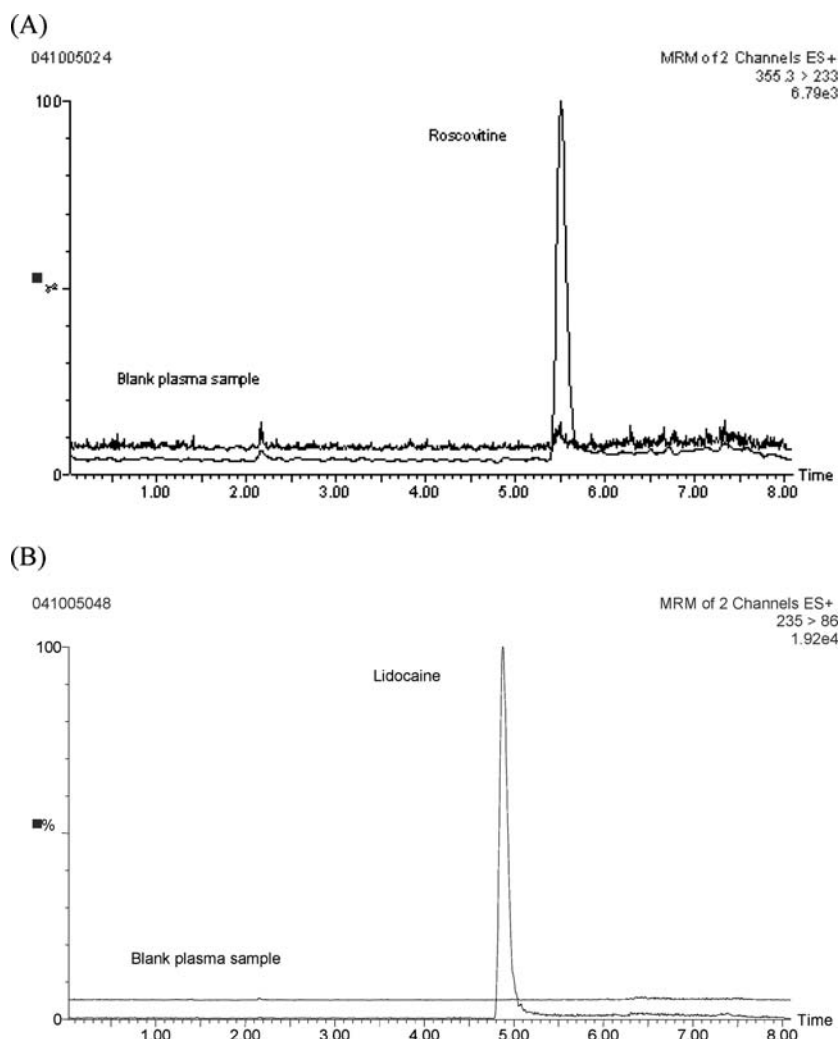 (A)
041005024
MRM of 2 Channels ES+
355.3 > 233
6.79e3
100
Roscovitine
%
Blank plasma sample
0
1.00 2.00 3.00 4.00 5.00 6.00 7.00 8.00 Time
(B)
041005048
MRM of 2 Channels ES+
235 > 86
1.92e4
100
Lidocaine
%
Blank plasma sample
0
1.00 2.00 3.00 4.00 5.00 6.00 7.00 8.00 Time